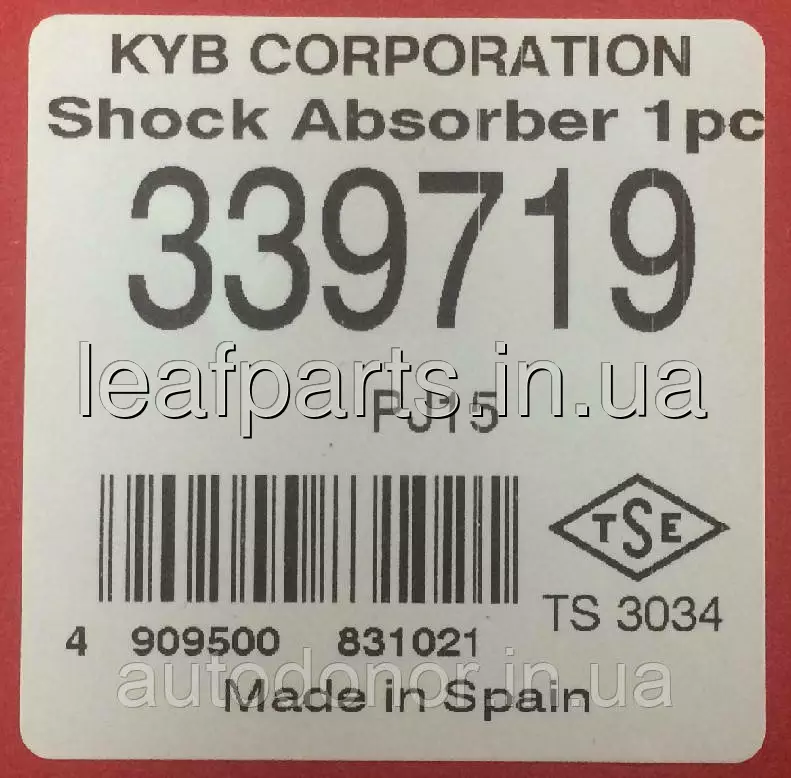 KYB CORPORATION
Shock Absorber 1pc
339719
leafparts.in.ua
PJ15
TSE
TS 3034
4 909500 831021
autodonor.in.ua
Made in Spain